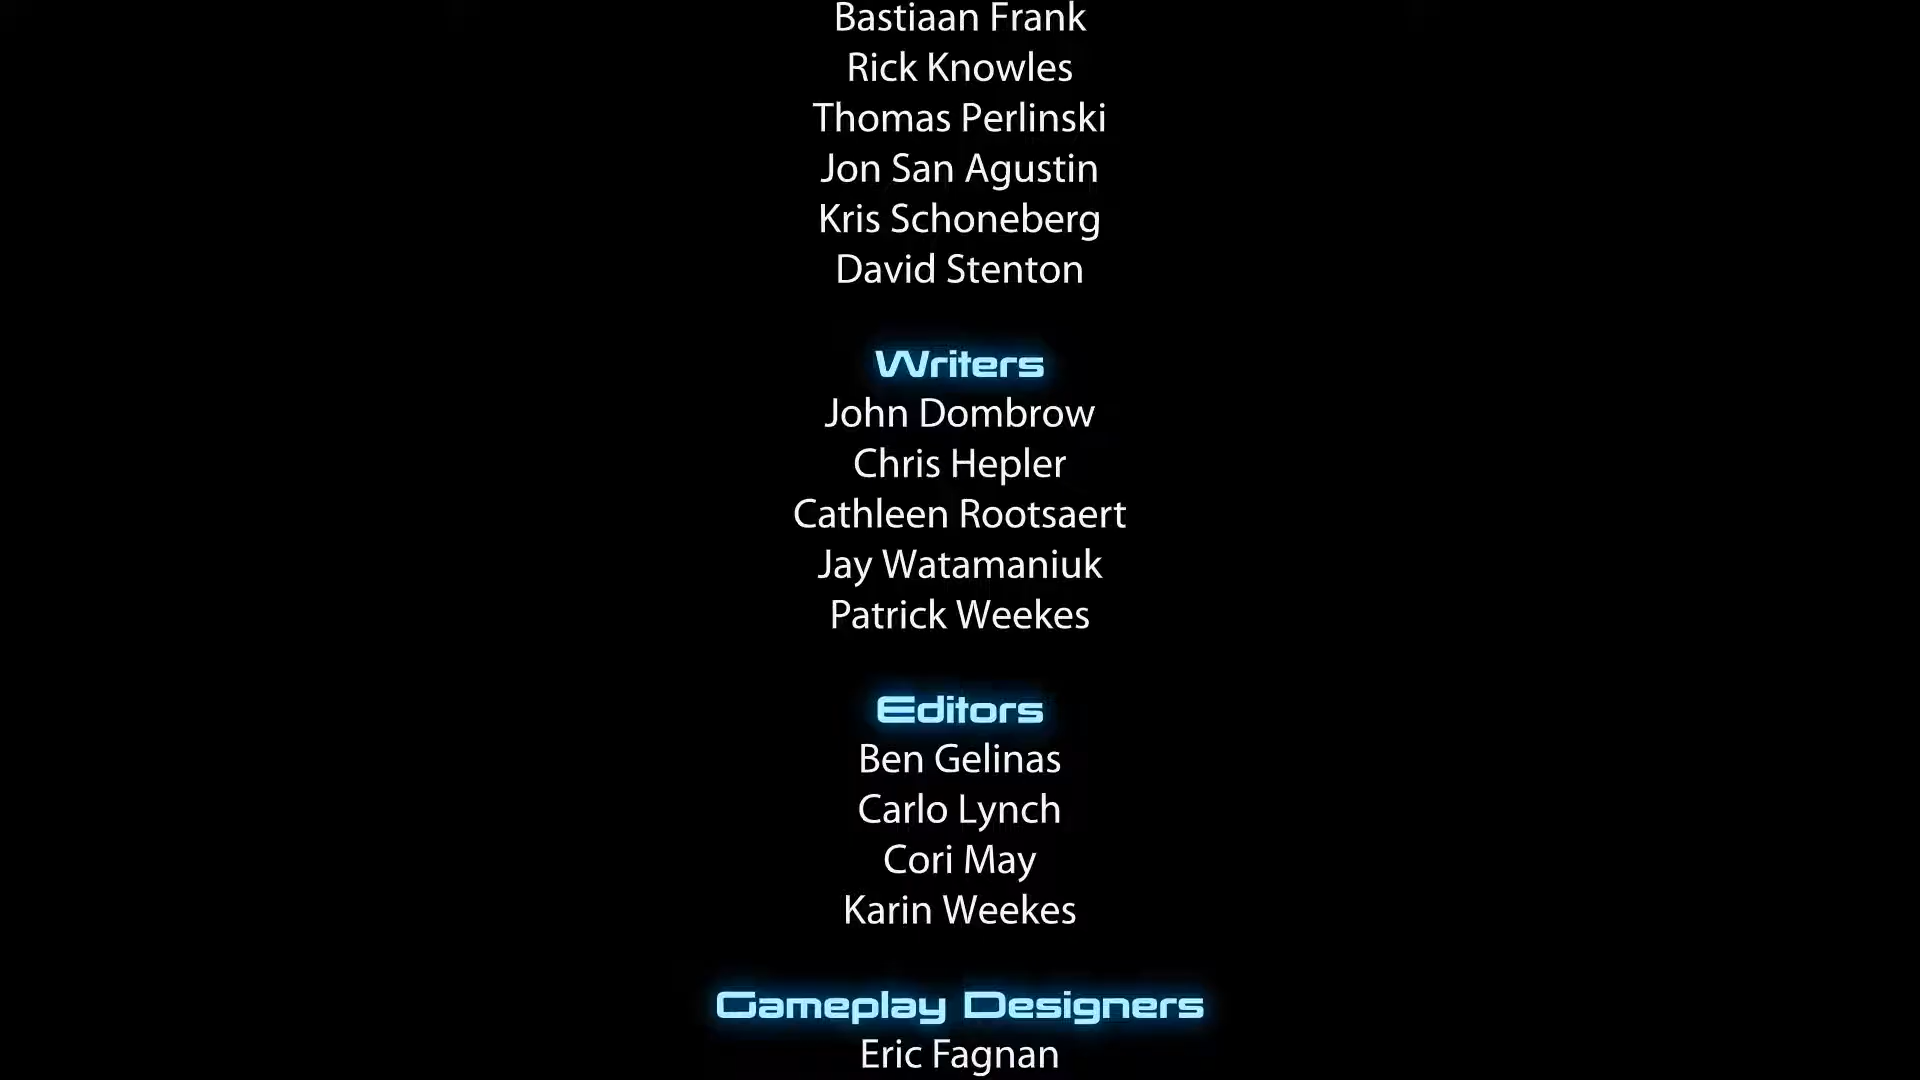 Bastiaan Frank
Rick Knowles
Thomas Perlinski
Jon San Agustin
Kris Schoneberg
David Stenton
Writers
John Dombrow
Chris Hepler
Cathleen Rootsaert
Jay Watamaniuk
Patrick Weekes
Editors
Ben Gelinas
Carlo Lynch
Cori May
Karin Weekes
Gameplay Designers
Eric Fagnan